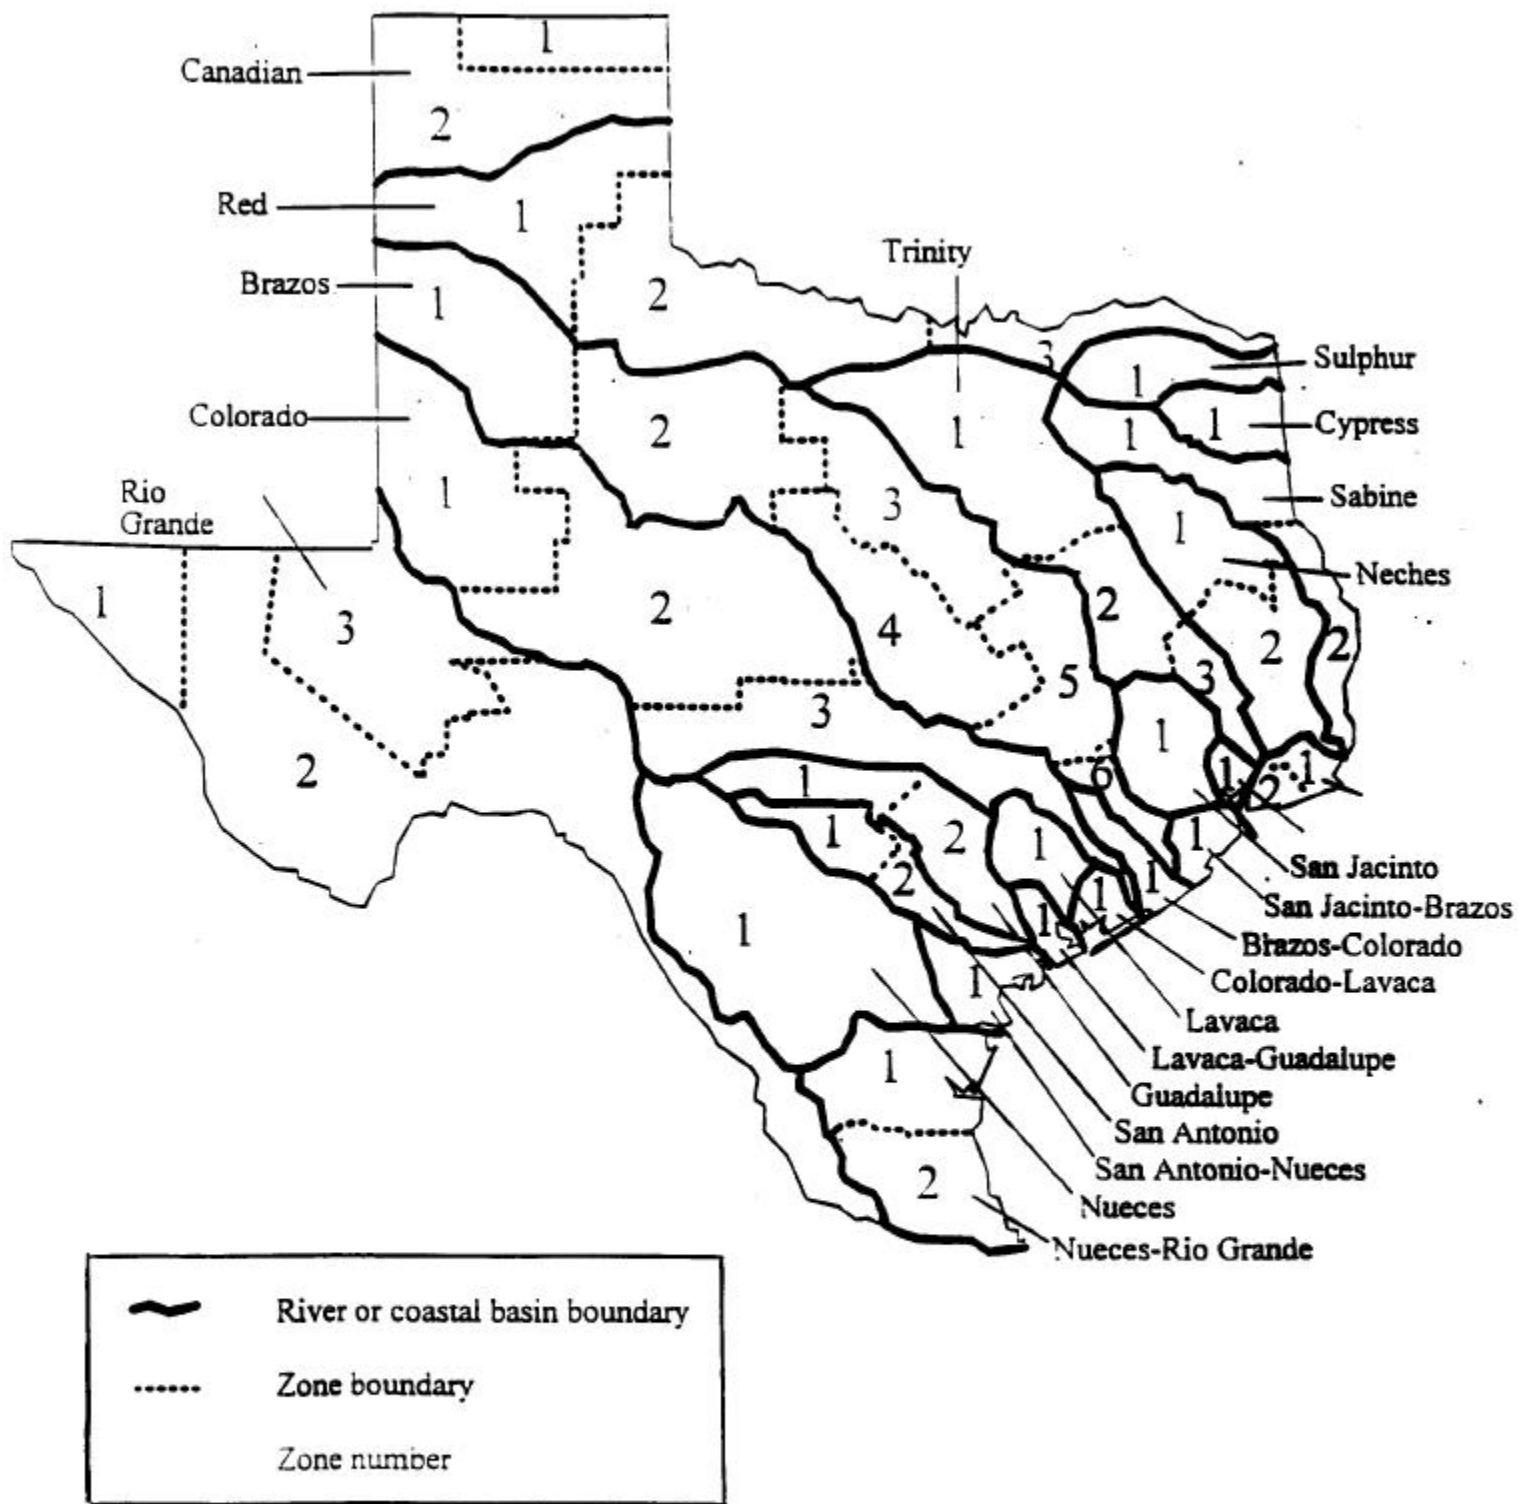 1
Canadian
2
Red
1
Trinity
Brazos
1
2
3
Sulphur
1
Colorado
2
1
1
1
Cypress
Rio
Grande
1
3
Sabine
1
Neches
1
3
2
4
2
2
2
5
3
3
2
1
6
1
1
2
1
1
2
1
1
2
1
1
1
1
San Jacinto
San Jacinto-Brazos
1
Brazos-Colorado
1
Colorado-Lavaca
Lavaca
Lavaca-Guadalupe
1
Guadalupe
San Antonio
San Antonio-Nueces
2
Nueces
Nueces-Rio Grande
River or coastal basin boundary
Zone boundary
Zone number